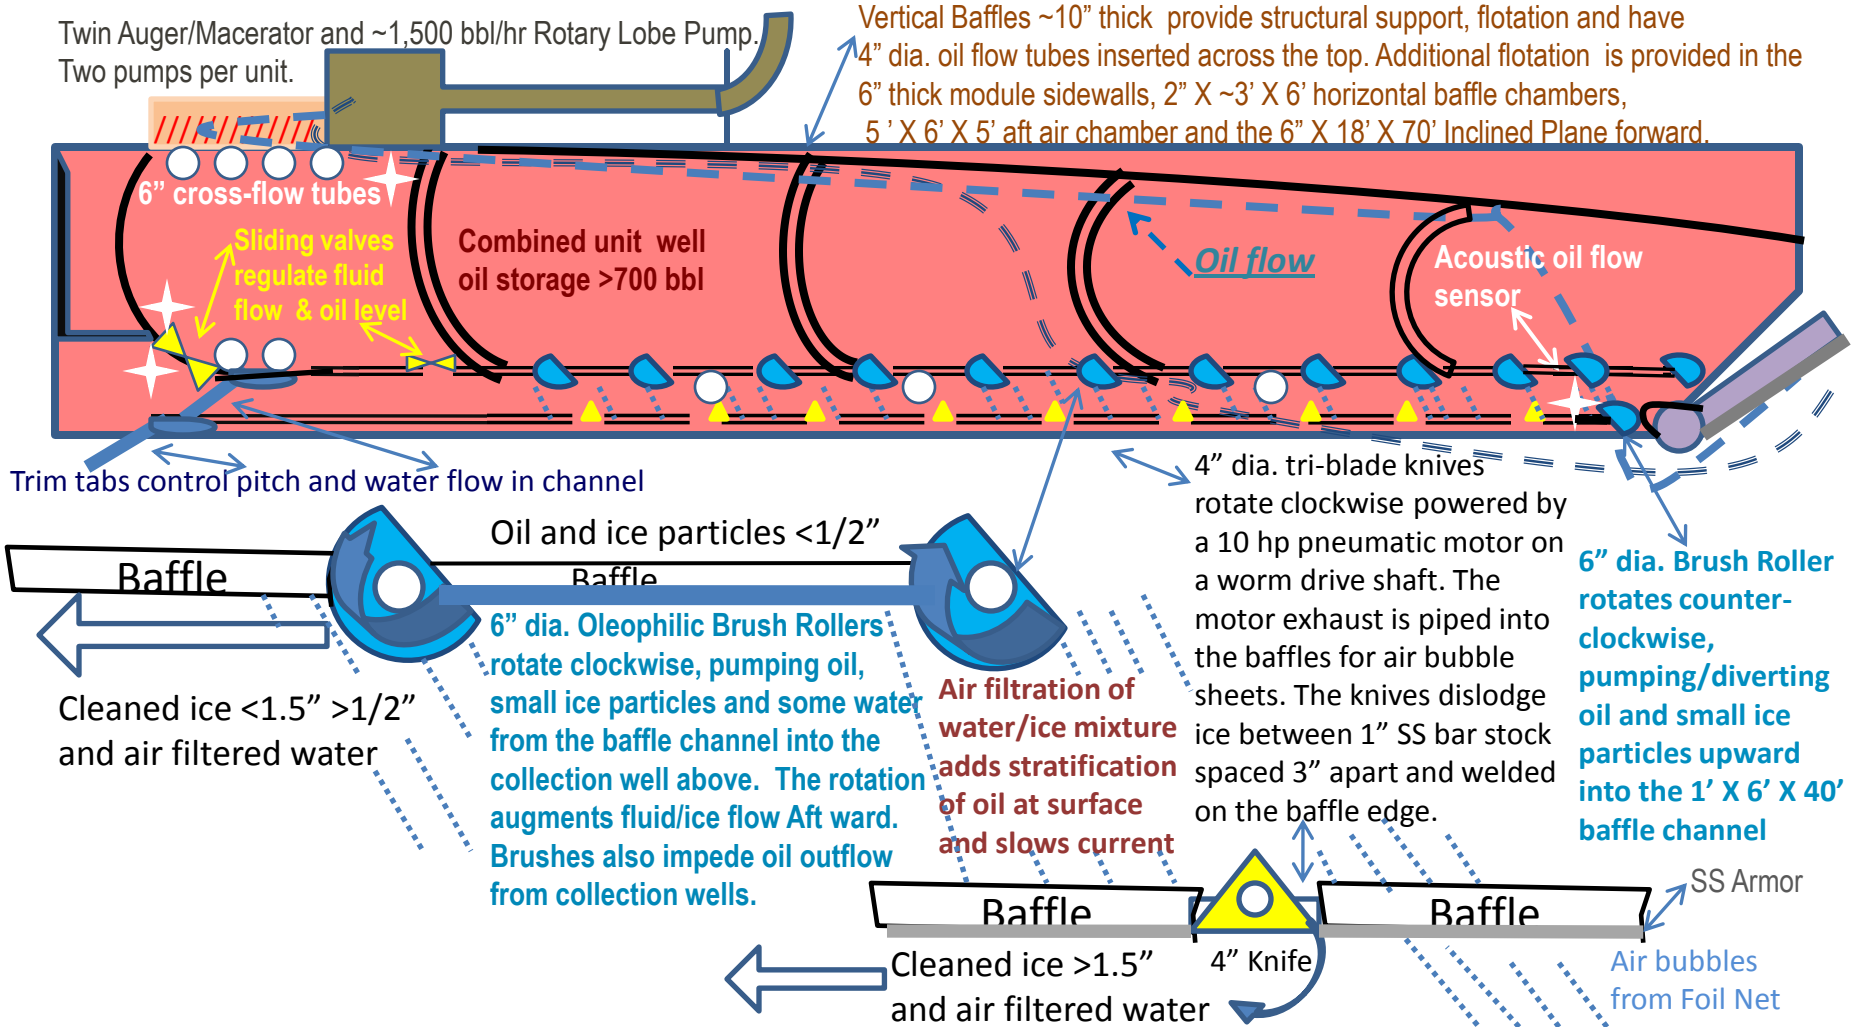 Twin Auger/Macerator and ~1,500 bbl/hr Rotary Lobe Pump.
Two pumps per unit.
Vertical Baffles ~10” thick provide structural support, flotation and have
4” dia. oil flow tubes inserted across the top. Additional flotation is provided in the
6” thick module sidewalls, 2” X ~3’ X 6’ horizontal baffle chambers,
5 ’ X 6’ X 5’ aft air chamber and the 6” X 18’ X 70’ Inclined Plane forward.
6” cross-flow tubes
Sliding valves
regulate fluid
flow & oil level
Combined unit well
oil storage >700 bbl
Oil flow
Acoustic oil flow
sensor
Trim tabs control pitch and water flow in channel
Oil and ice particles <1/2”
Baffle
Baffle
Cleaned ice <1.5” >1/2”
and air filtered water
6” dia. Oleophilic Brush Rollers
rotate clockwise, pumping oil,
small ice particles and some water
from the baffle channel into the
collection well above. The rotation
augments fluid/ice flow Aft ward.
Brushes also impede oil outflow
from collection wells.
Air filtration of
water/ice mixture
adds stratification
of oil at surface
and slows current
4” dia. tri-blade knives
rotate clockwise powered by
a 10 hp pneumatic motor on
a worm drive shaft. The
motor exhaust is piped into
the baffles for air bubble
sheets. The knives dislodge
ice between 1” SS bar stock
spaced 3” apart and welded
on the baffle edge.
6” dia. Brush Roller
rotates counter-
clockwise,
pumping/diverting
oil and small ice
particles upward
into the 1’ X 6’ X 40’
baffle channel
SS Armor
Baffle
Baffle
Cleaned ice >1.5”
and air filtered water
4” Knife
Air bubbles
from Foil Net